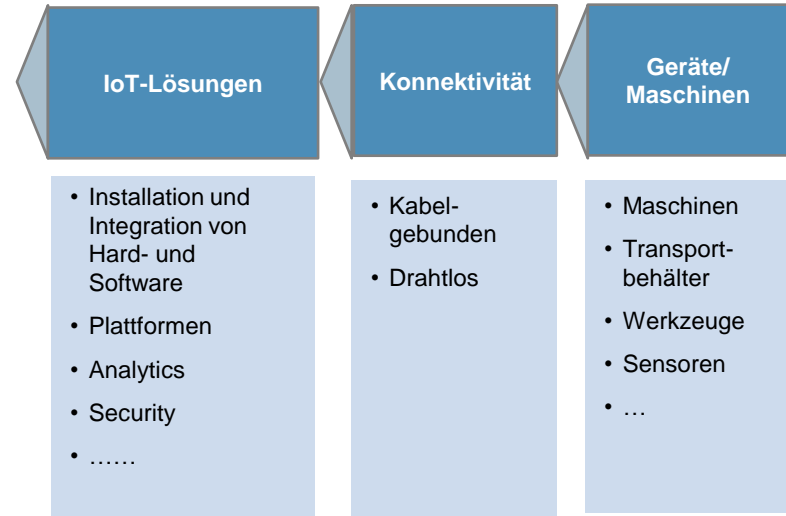 IoT-Lösungen
• Installation und
Integration von
Hard- und
Software
• Plattformen
• Analytics
• Security
• ……
Konnektivität
• Kabel-
gebunden
• Drahtlos
Geräte/
Maschinen
• Maschinen
• Transport-
behälter
• Werkzeuge
• Sensoren
• …